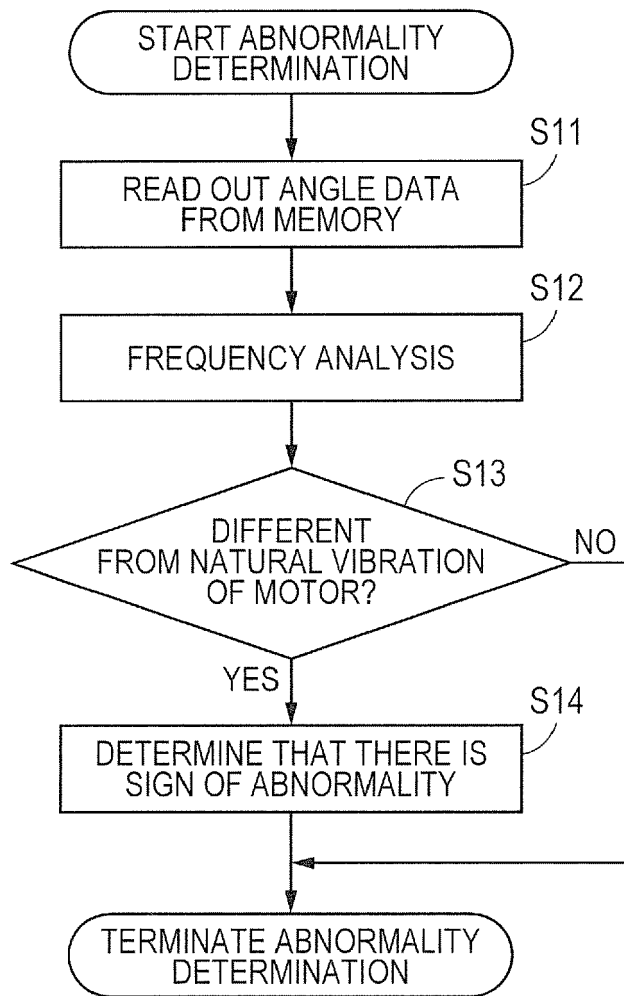 START ABNORMALITY
DETERMINATION
S11
READ OUT ANGLE DATA
FROM MEMORY
S12
FREQUENCY ANALYSIS
S13
DIFFERENT
FROM NATURAL VIBRATION
OF MOTOR?
NO
YES
S14
DETERMINE THAT THERE IS
SIGN OF ABNORMALITY
TERMINATE ABNORMALITY
DETERMINATION